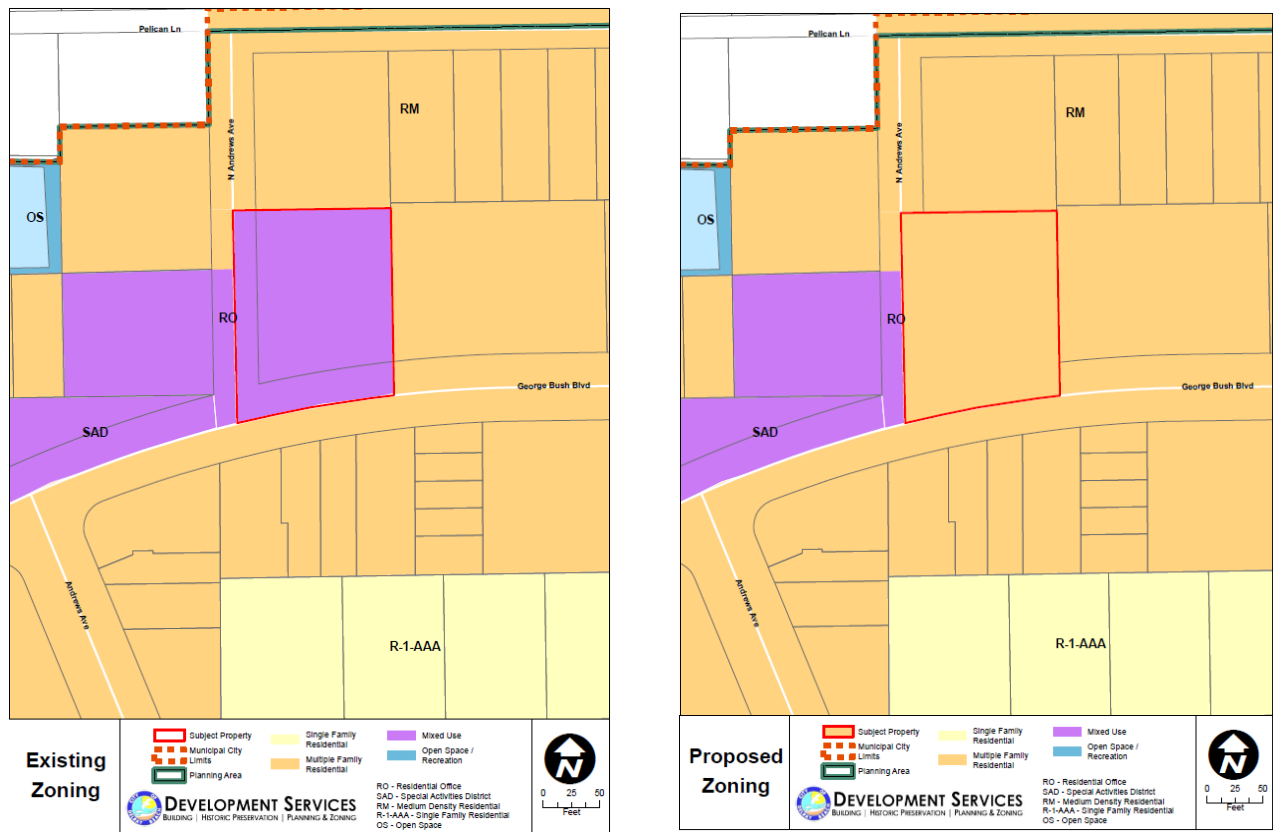 Pelican Ln
N Andrews Ave
RM
OS
RO
George Bush Blvd
SAD
Andrews Ave
R-1-AAA
Existing
Zoning
Subject Property
Municipal City
Limits
Planning Area
Single Family
Residential
Multiple Family
Residential
Mixed Use
Open Space /
Recreation
RO - Residential Office
SAD - Special Activities District
RM - Medium Density Residential
R-1-AAA - Single Family Residential
OS - Open Space
DEVELOPMENT SERVICES
BUILDING | HISTORIC PRESERVATION | PLANNING & ZONING
N
0 25 50
Feet
Pelican Ln
N Andrews Ave
RM
OS
RO
George Bush Blvd
SAD
Andrews Ave
R-1-AAA
Proposed
Zoning
Subject Property
Municipal City
Limits
Planning Area
Single Family
Residential
Multiple Family
Residential
Mixed Use
Open Space /
Recreation
RO - Residential Office
SAD - Special Activities District
RM - Medium Density Residential
R-1-AAA - Single Family Residential
OS - Open Space
DEVELOPMENT SERVICES
BUILDING | HISTORIC PRESERVATION | PLANNING & ZONING
N
0 25 50
Feet